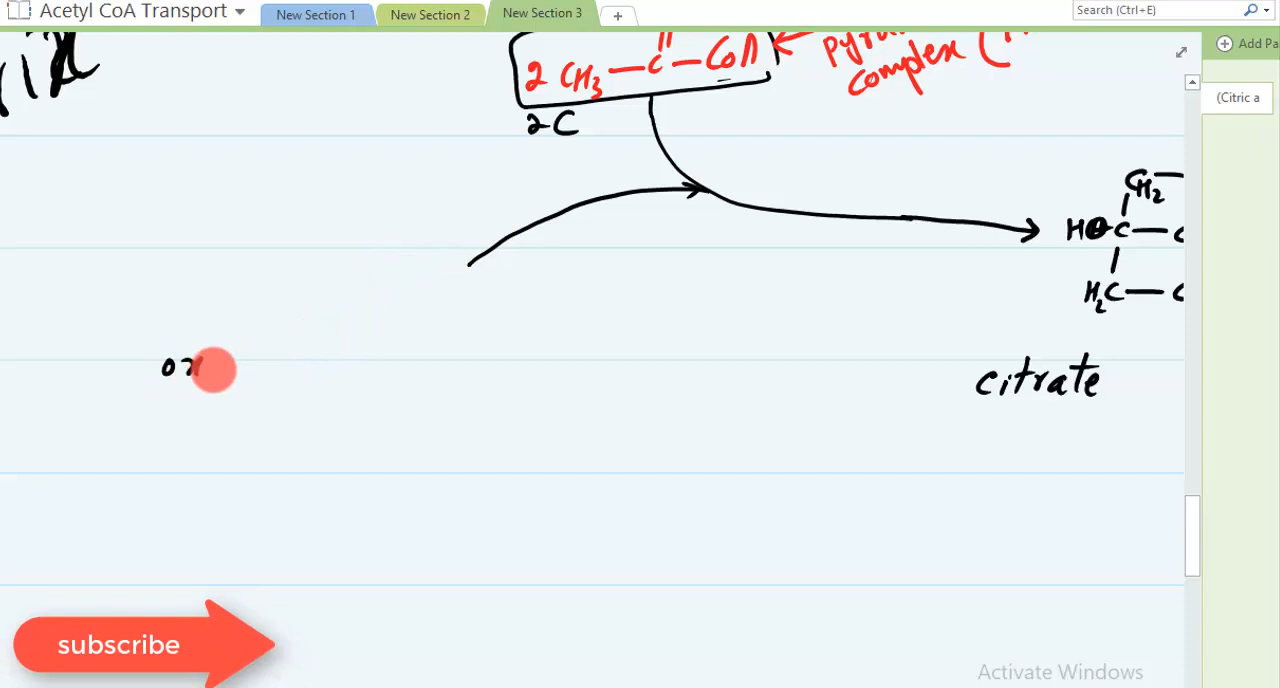 Acetyl CoA Transport
New Section 1
New Section 2
New Section 3
+
Search (Ctrl+E)
Add Pa
(Citric a
2 CH3 — C — CoA
complex (
2C
CH2 —
HO C — C
H2C — C
ox
citrate
subscribe
Activate Windows